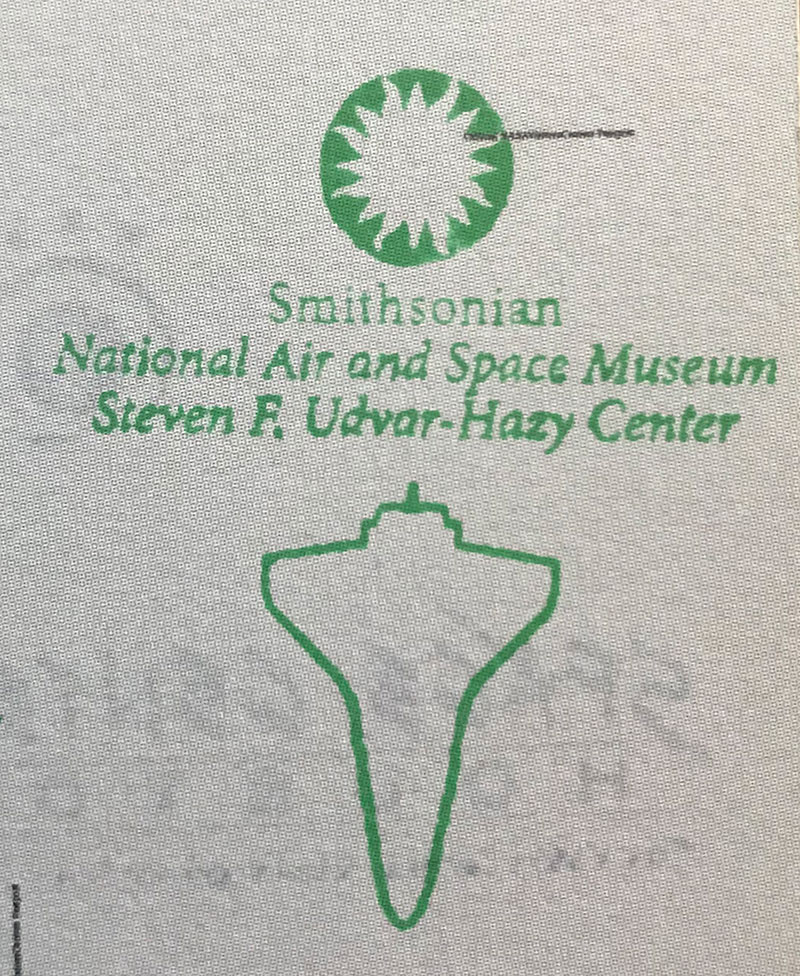 Smithsonian
National Air and Space Museum
Steven F. Udvar-Hazy Center